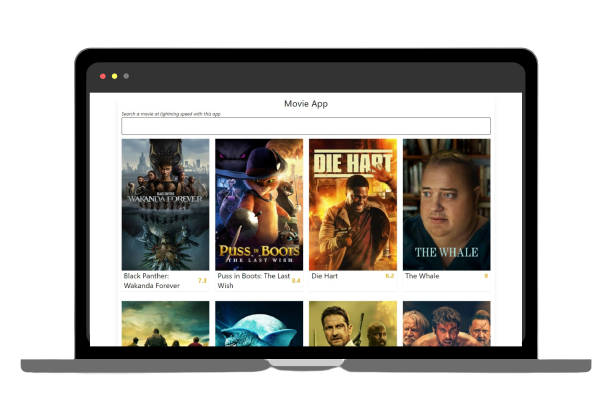 Movie App
Search a movie at lightning speed with this app
WAKANDA FOREVER
PUSS IN BOOTS
THE LAST WISH
DIE HART
THE WHALE
Black Panther:
Wakanda Forever
7.3
Puss in Boots: The Last
Wish
8.4
Die Hart
6.2
The Whale
8